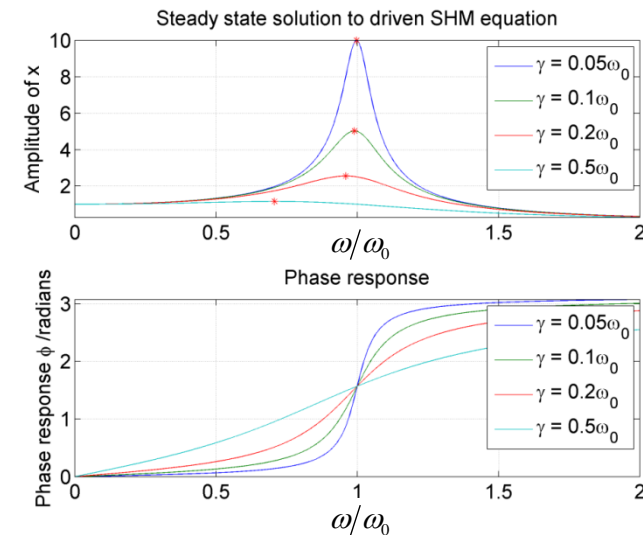 Steady state solution to driven SHM equation
Amplitude of x
10
8
6
4
2
0
0.5
1
1.5
2
ω/ω₀
γ = 0.05ω₀
γ = 0.1ω₀
γ = 0.2ω₀
γ = 0.5ω₀
Phase response
Phase response ϕ /radians
3
2
1
0
0
0.5
1
1.5
2
ω/ω₀
γ = 0.05ω₀
γ = 0.1ω₀
γ = 0.2ω₀
γ = 0.5ω₀